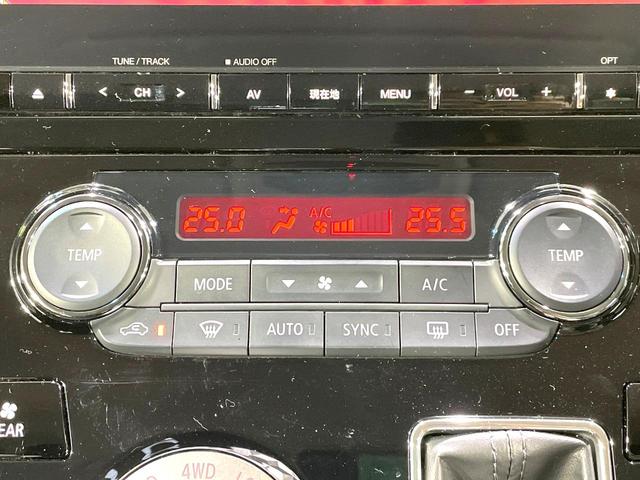 TUNE / TRACK
AUDIO OFF
OPT
< CH >
AV
現在地
MENU
− VOL +
✱
25.0
A/C
25.5
TEMP
TEMP
MODE
A/C
AUTO
SYNC
OFF
EAR
4WD